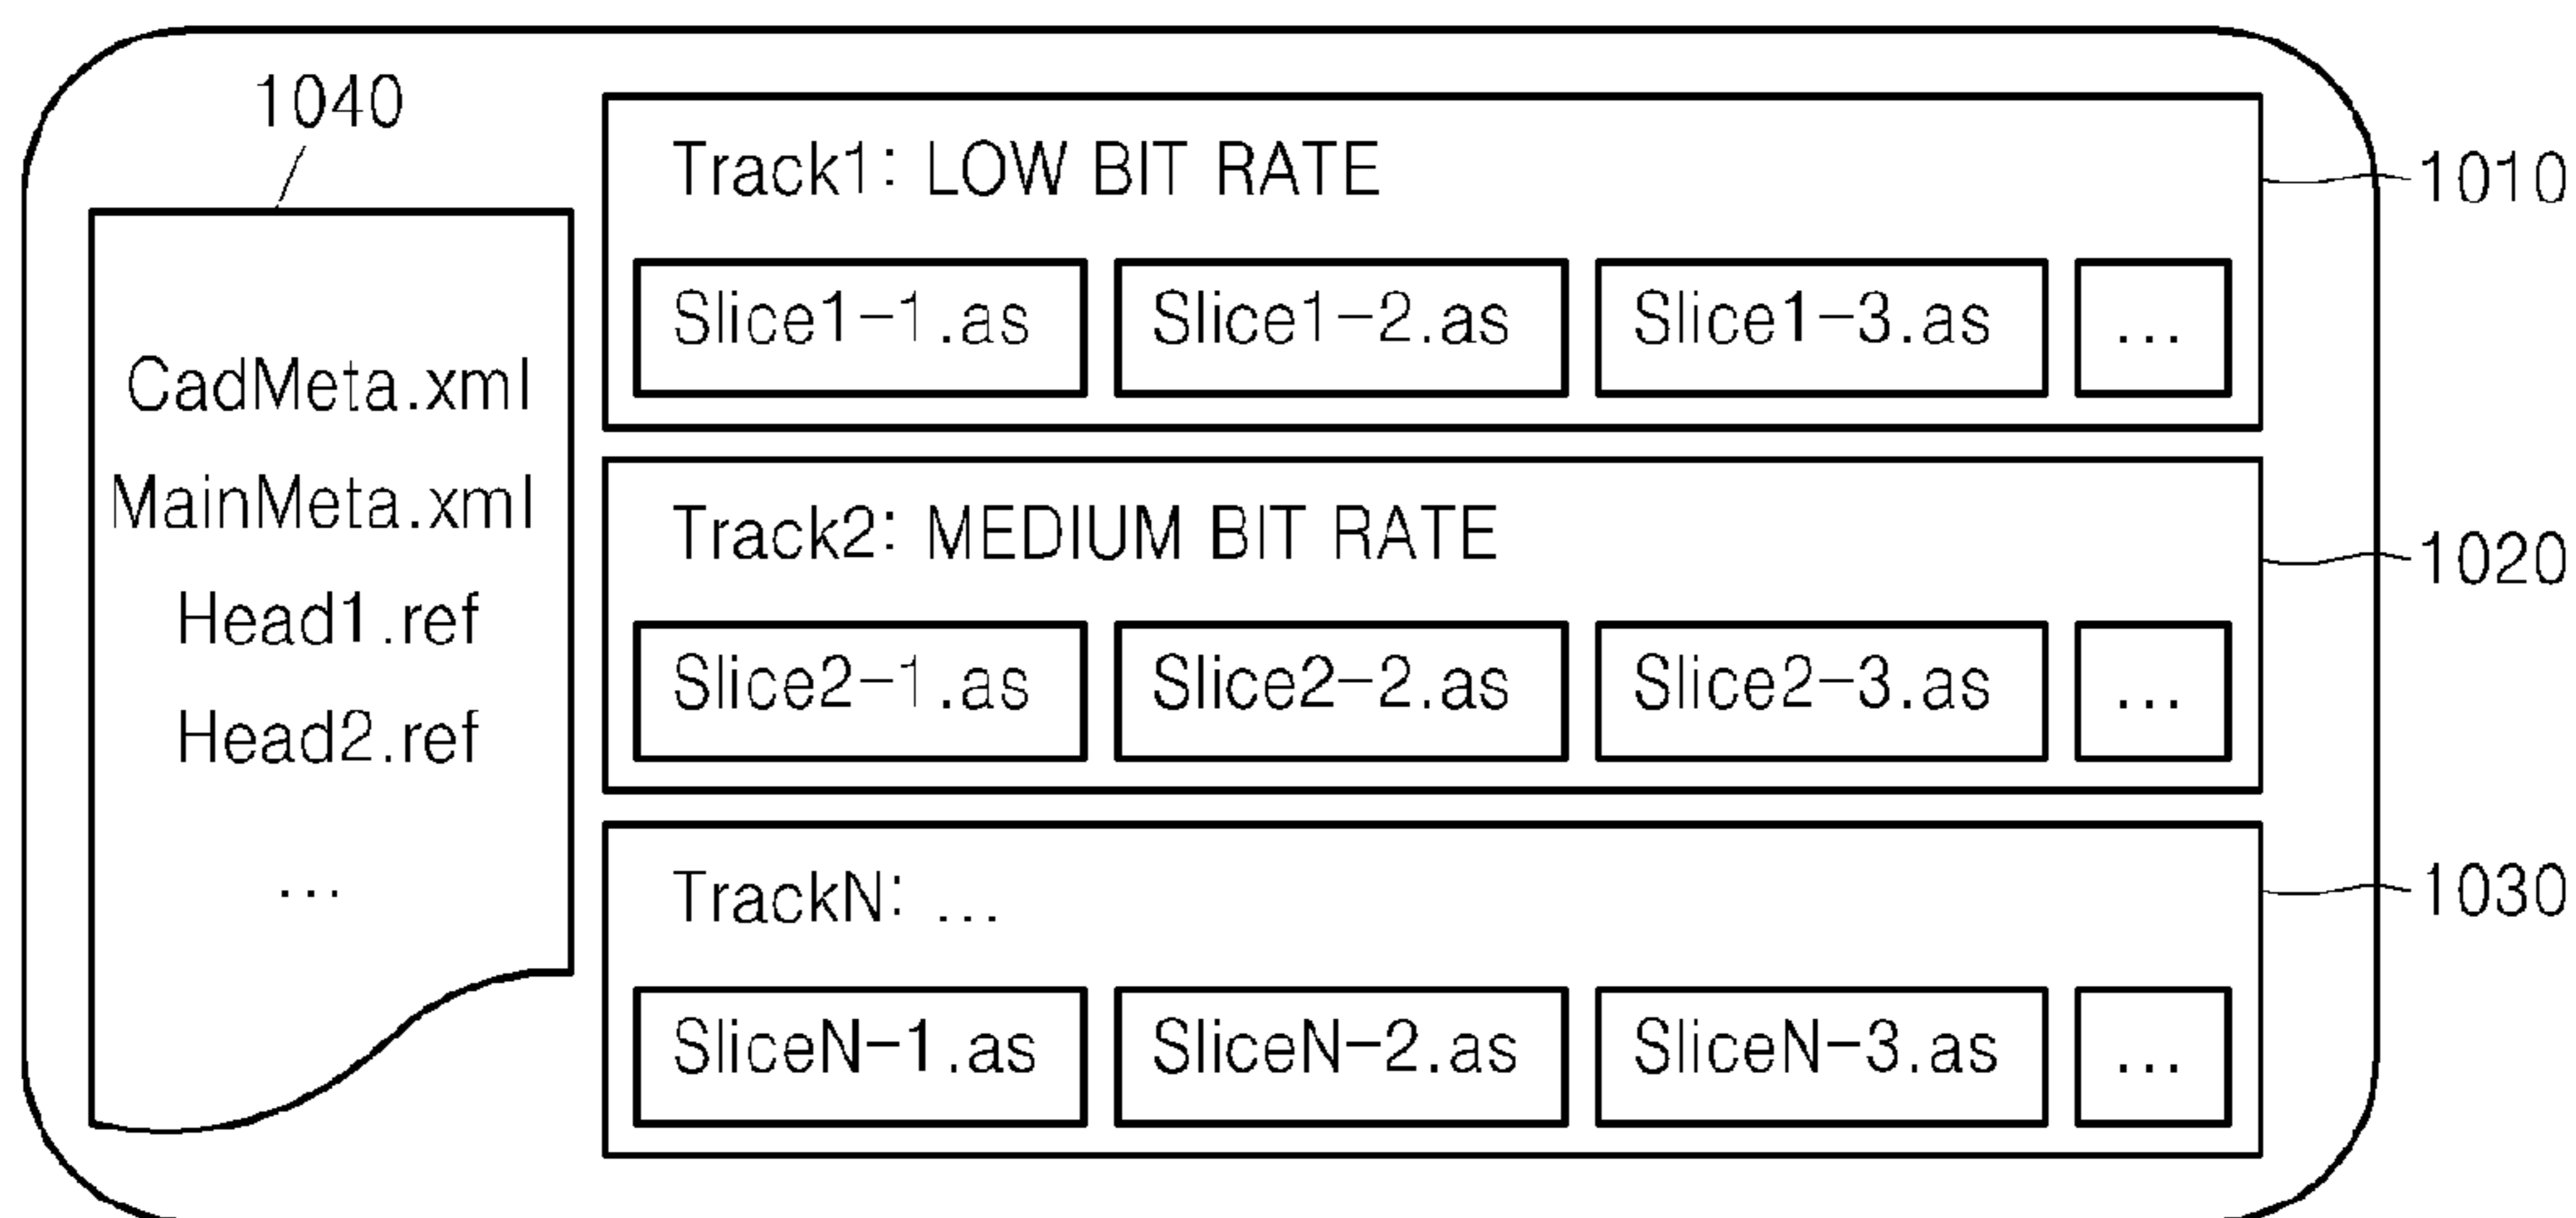 1040
CadMeta.xml
MainMeta.xml
Head1.ref
Head2.ref
...
Track1: LOW BIT RATE
1010
Slice1-1.as
Slice1-2.as
Slice1-3.as
...
Track2: MEDIUM BIT RATE
1020
Slice2-1.as
Slice2-2.as
Slice2-3.as
...
TrackN: ...
1030
SliceN-1.as
SliceN-2.as
SliceN-3.as
...